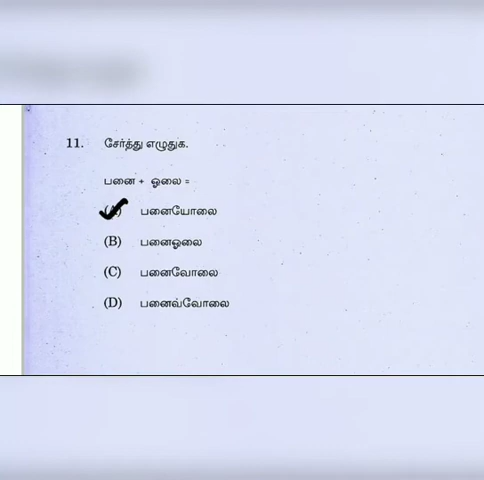 11. சேர்த்து எழுதுக.
பனை + ஓலை =
(A) பனையோலை
(B) பனைஓலை
(C) பனைவோலை
(D) பனைவ்வோலை